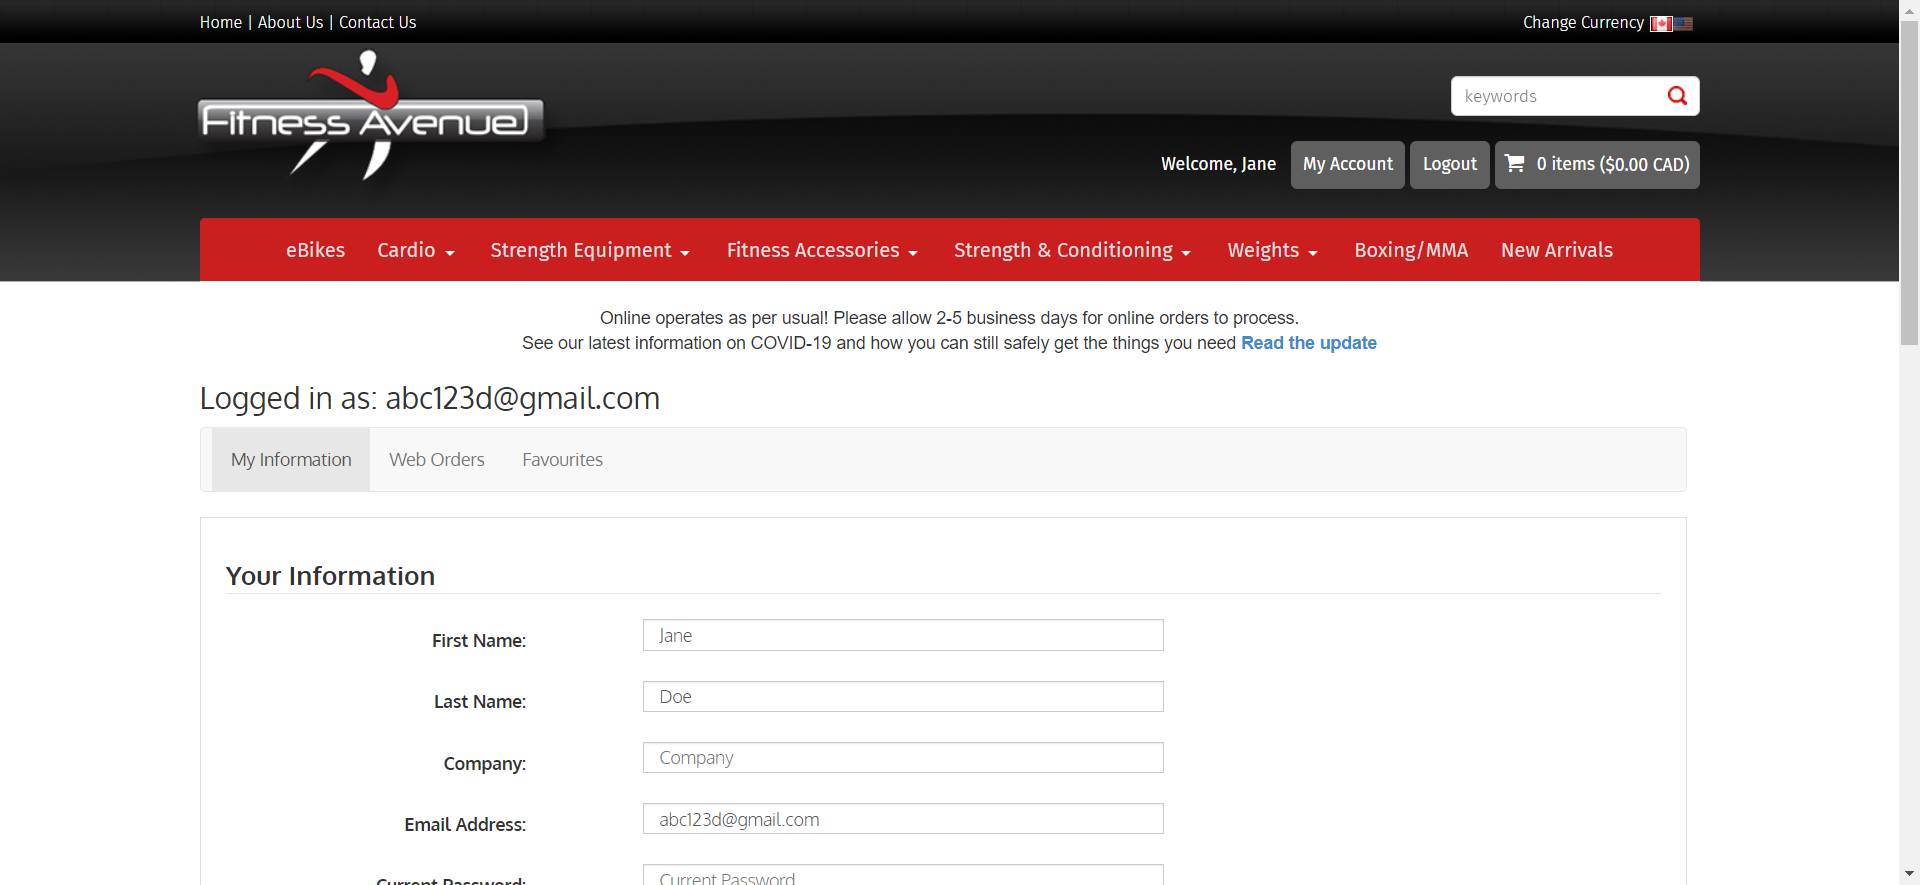 Home | About Us | Contact Us
Change Currency
Fitness Avenue
keywords
Welcome, Jane
My Account
Logout
0 items ($0.00 CAD)
eBikes
Cardio
Strength Equipment
Fitness Accessories
Strength & Conditioning
Weights
Boxing/MMA
New Arrivals
Online operates as per usual! Please allow 2-5 business days for online orders to process.
See our latest information on COVID-19 and how you can still safely get the things you need Read the update
Logged in as: abc123d@gmail.com
My Information
Web Orders
Favourites
Your Information
First Name:
Jane
Last Name:
Doe
Company:
Company
Email Address:
abc123d@gmail.com
Current Password:
Current Password